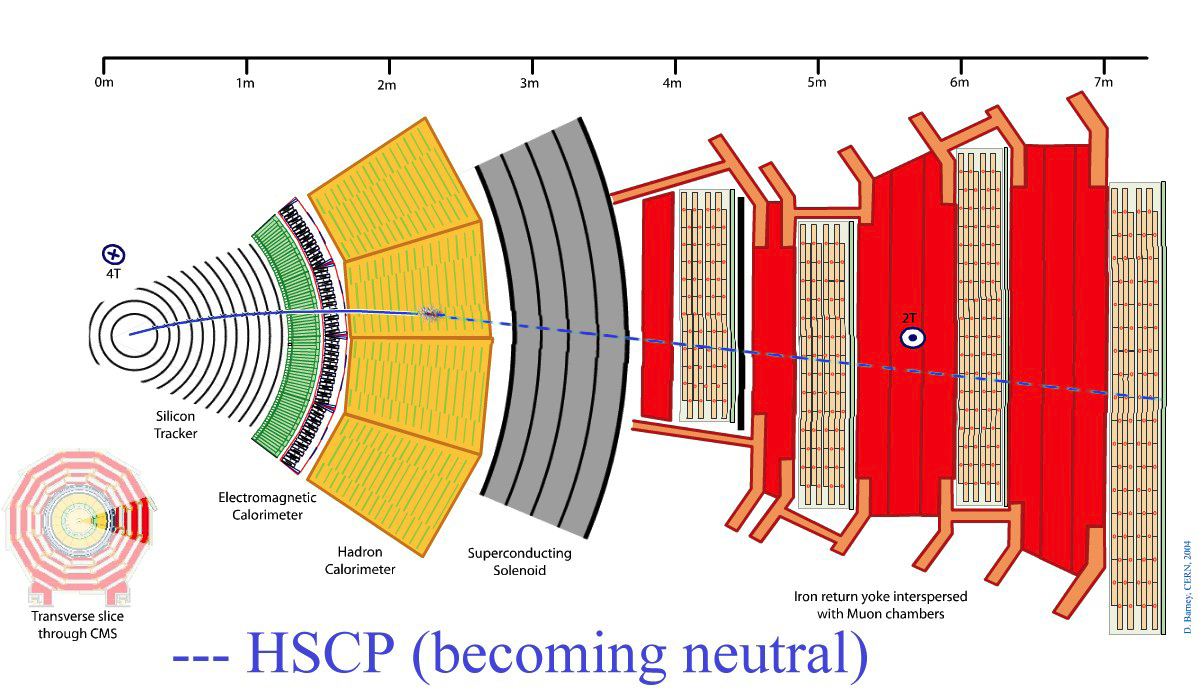 0m 1m 2m 3m 4m 5m 6m 7m
4T
2T
Silicon
Tracker
Electromagnetic
Calorimeter
Hadron
Calorimeter
Superconducting
Solenoid
Iron return yoke interspersed
with Muon chambers
Transverse slice
through CMS
D. Barney, CERN, 2004
--- HSCP (becoming neutral)